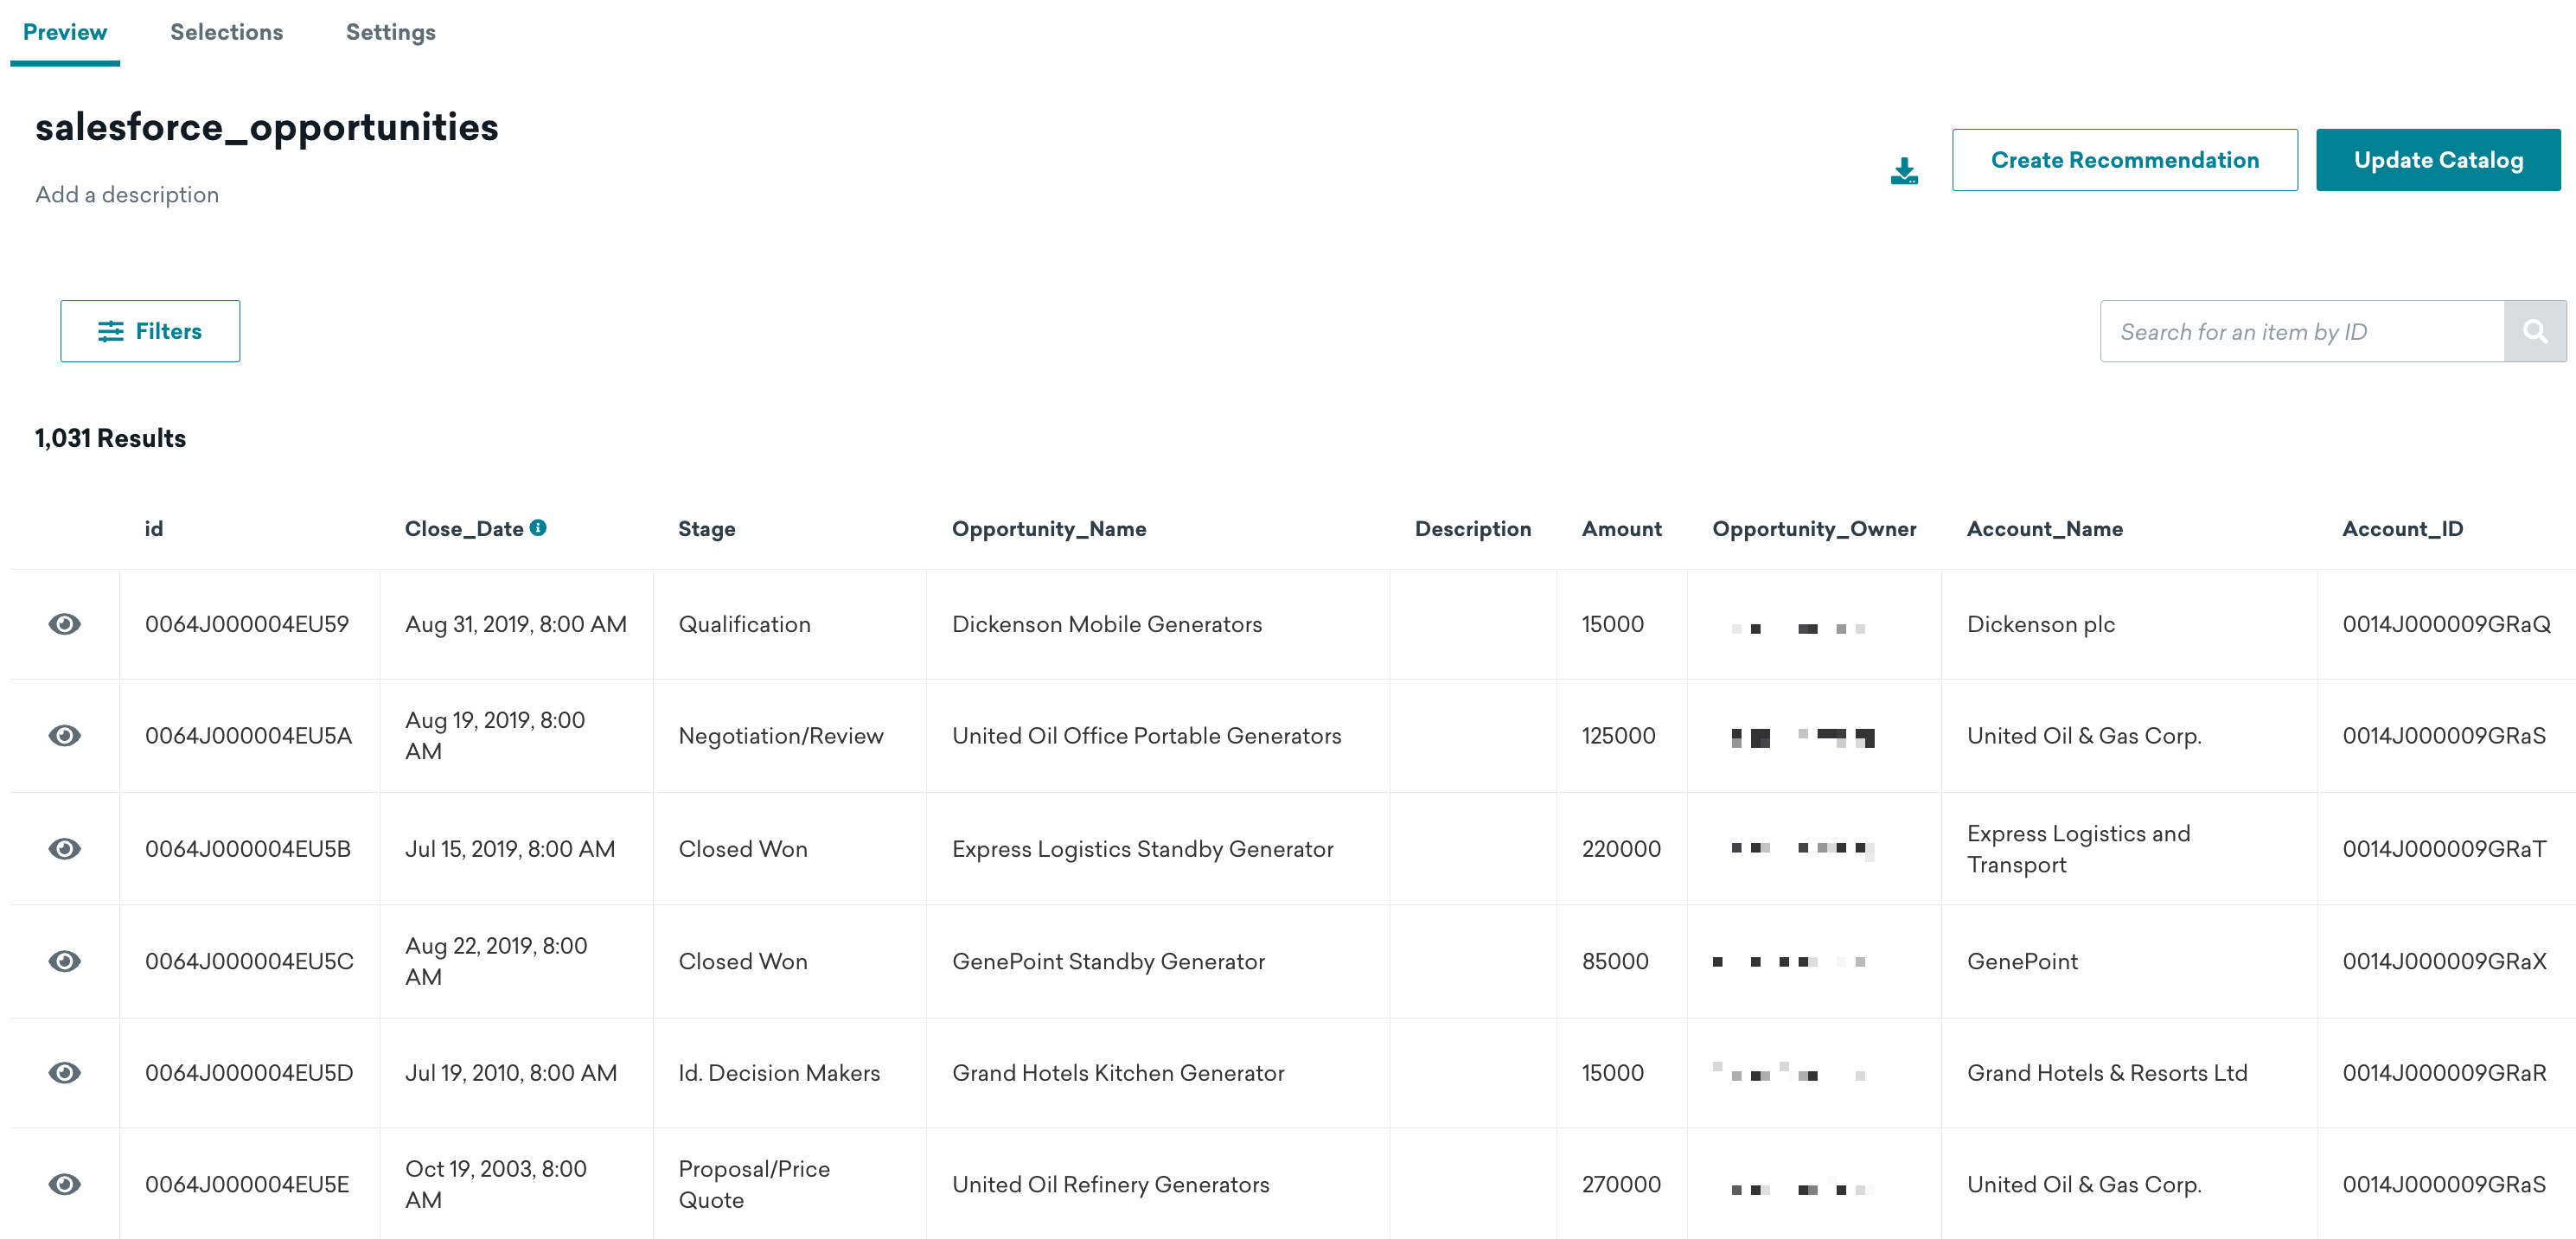 Preview Selections Settings
salesforce_opportunities
Add a description
Create Recommendation Update Catalog
Filters
Search for an item by ID
1,031 Results
id Close_Date Stage Opportunity_Name Description Amount Opportunity_Owner Account_Name Account_ID
0064J000004EU59 Aug 31, 2019, 8:00 AM Qualification Dickenson Mobile Generators 15000 Dickenson plc 0014J000009GRaQ
0064J000004EU5A Aug 19, 2019, 8:00 AM Negotiation/Review United Oil Office Portable Generators 125000 United Oil & Gas Corp. 0014J000009GRaS
0064J000004EU5B Jul 15, 2019, 8:00 AM Closed Won Express Logistics Standby Generator 220000 Express Logistics and Transport 0014J000009GRaT
0064J000004EU5C Aug 22, 2019, 8:00 AM Closed Won GenePoint Standby Generator 85000 GenePoint 0014J000009GRaX
0064J000004EU5D Jul 19, 2010, 8:00 AM Id. Decision Makers Grand Hotels Kitchen Generator 15000 Grand Hotels & Resorts Ltd 0014J000009GRaR
0064J000004EU5E Oct 19, 2003, 8:00 AM Proposal/Price Quote United Oil Refinery Generators 270000 United Oil & Gas Corp. 0014J000009GRaS